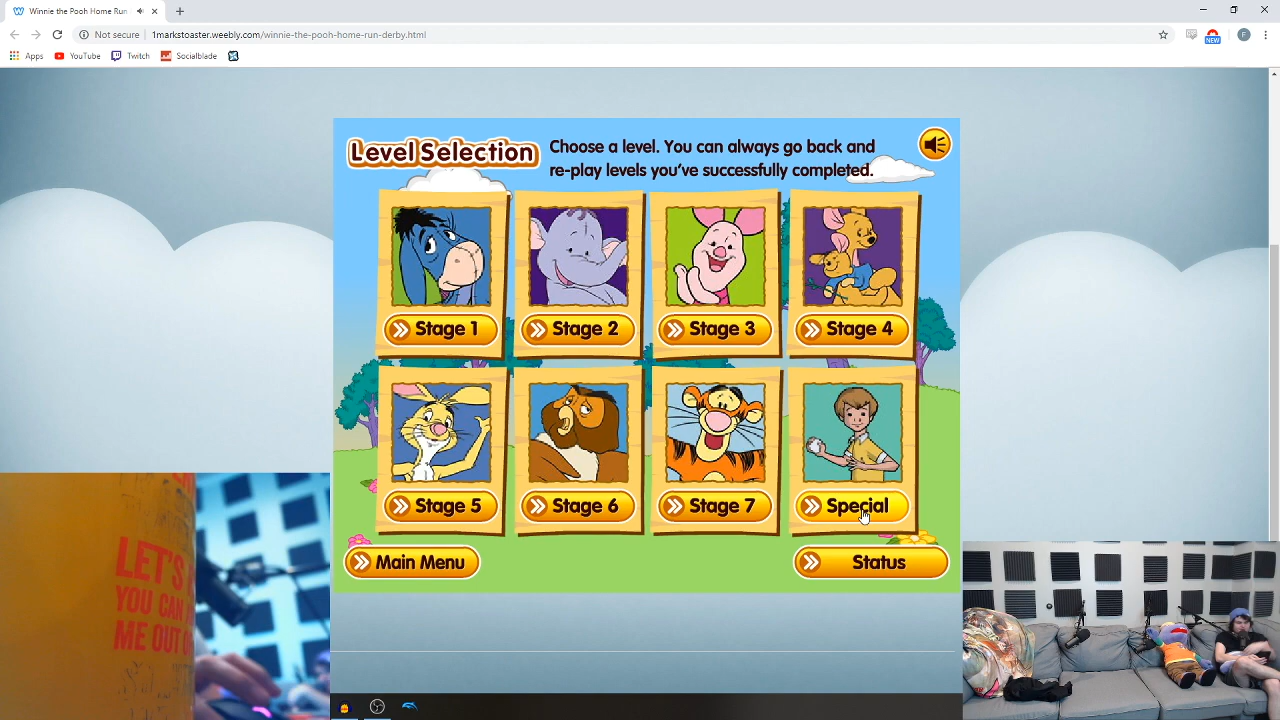 Winnie the Pooh Home Run
Not secure
1markstoaster.weebly.com/winnie-the-pooh-home-run-derby.html
NEW
F
Apps
YouTube
Twitch
Socialblade
Level Selection
Choose a level. You can always go back and
re-play levels you've successfully completed.
Stage 1
Stage 2
Stage 3
Stage 4
Stage 5
Stage 6
Stage 7
Special
Main Menu
Status
LET'S
YOU CAN
ME OUT